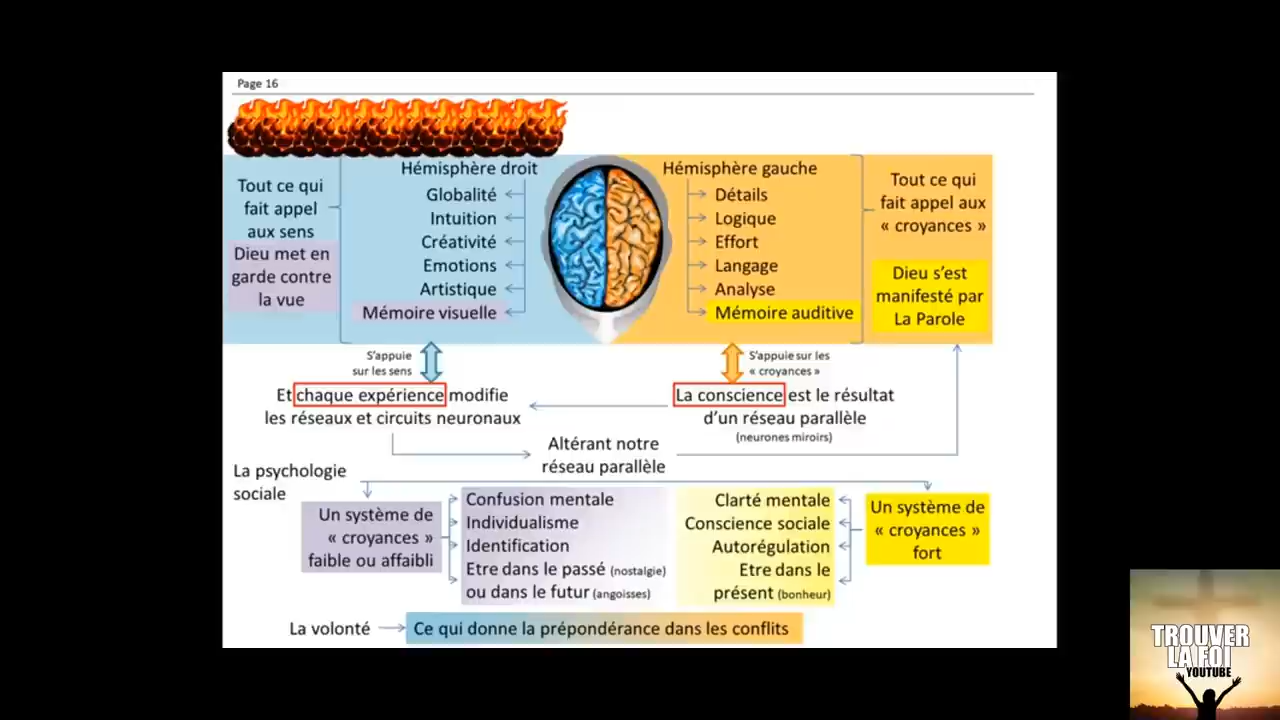 Page 16
Tout ce qui
fait appel
aux sens
Dieu met en
garde contre
la vue
Hémisphère droit
Globalité
Intuition
Créativité
Emotions
Artistique
Mémoire visuelle
Hémisphère gauche
Détails
Logique
Effort
Langage
Analyse
Mémoire auditive
Tout ce qui
fait appel aux
« croyances »
Dieu s’est
manifesté par
La Parole
S’appuie
sur les sens
S’appuie sur les
« croyances »
Et chaque expérience modifie
les réseaux et circuits neuronaux
La conscience est le résultat
d’un réseau parallèle
(neurones miroirs)
Altérant notre
réseau parallèle
La psychologie
sociale
Un système de
« croyances »
faible ou affaibli
Confusion mentale
Individualisme
Identification
Etre dans le passé (nostalgie)
ou dans le futur (angoisses)
Clarté mentale
Conscience sociale
Autorégulation
Etre dans le
présent (bonheur)
Un système de
« croyances »
fort
La volonté
Ce qui donne la prépondérance dans les conflits
TROUVER
LA FOI
YOUTUBE